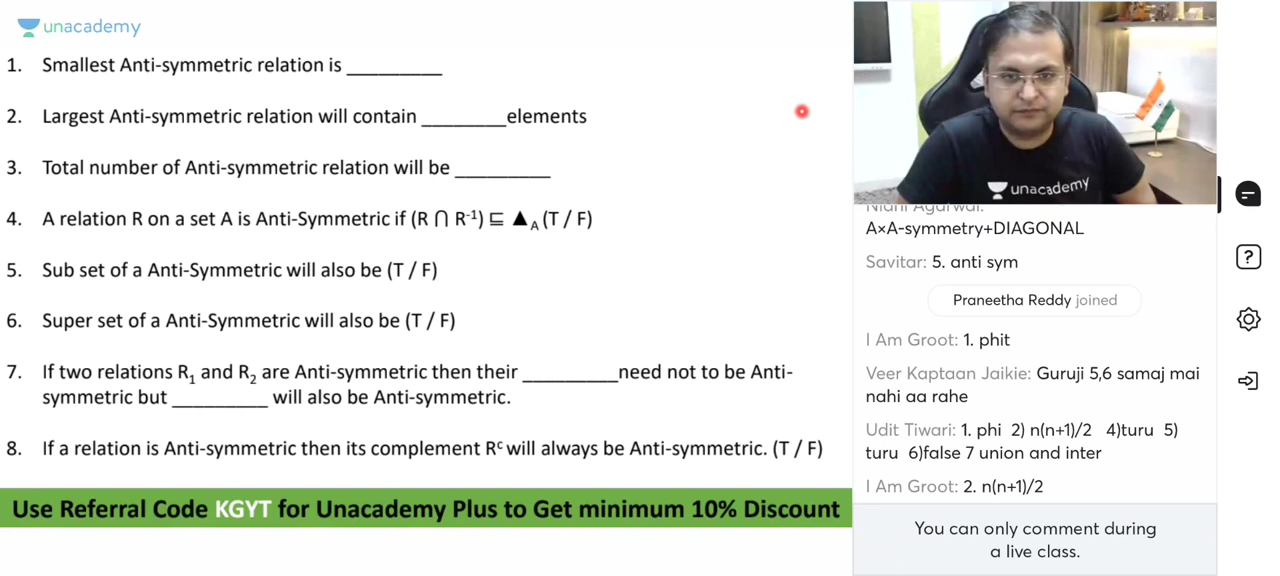 unacademy
1. Smallest Anti-symmetric relation is _________
2. Largest Anti-symmetric relation will contain ________elements
3. Total number of Anti-symmetric relation will be _________
4. A relation R on a set A is Anti-Symmetric if (R ⋂ R⁻¹) ⊑ ▲A (T / F)
5. Sub set of a Anti-Symmetric will also be (T / F)
6. Super set of a Anti-Symmetric will also be (T / F)
7. If two relations R₁ and R₂ are Anti-symmetric then their _________need not to be Anti-
symmetric but _________ will also be Anti-symmetric.
8. If a relation is Anti-symmetric then its complement Rᶜ will always be Anti-symmetric. (T / F)
Use Referral Code KGYT for Unacademy Plus to Get minimum 10% Discount
unacademy
Nidhi Agarwal:
A×A-symmetry+DIAGONAL
Savitar: 5. anti sym
Praneetha Reddy joined
I Am Groot: 1. phit
Veer Kaptaan Jaikie: Guruji 5,6 samaj mai
nahi aa rahe
Udit Tiwari: 1. phi 2) n(n+1)/2 4)turu 5)
turu 6)false 7 union and inter
I Am Groot: 2. n(n+1)/2
You can only comment during
a live class.
?